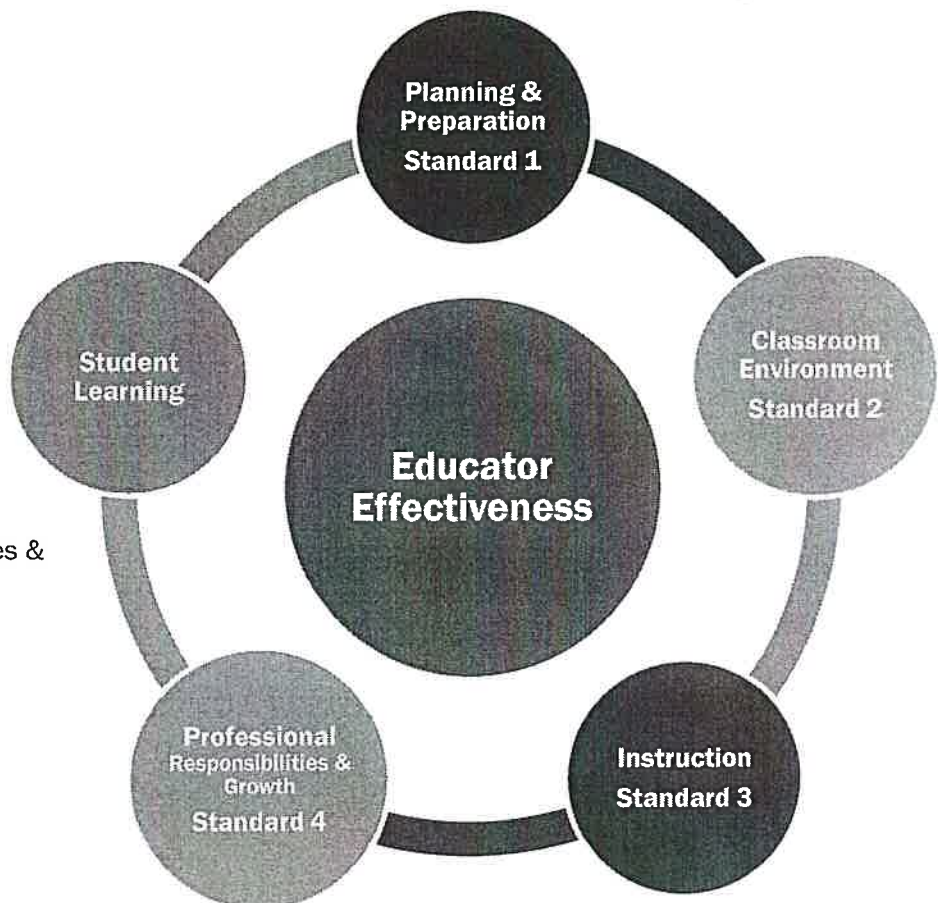 Planning &
Preparation
Standard 1
Classroom
Environment
Standard 2
Student
Learning
Educator
Effectiveness
es &
Professional
Responsibilities &
Growth
Standard 4
Instruction
Standard 3